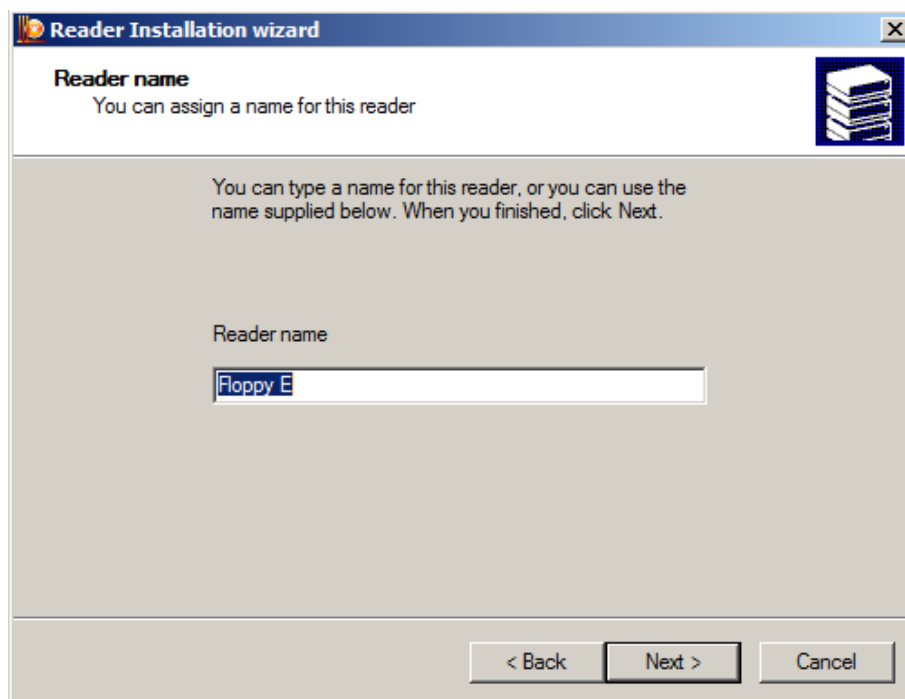 Reader Installation wizard
Reader name
You can assign a name for this reader
You can type a name for this reader, or you can use the
name supplied below. When you finished, click Next.
Reader name
Floppy E
< Back Next > Cancel